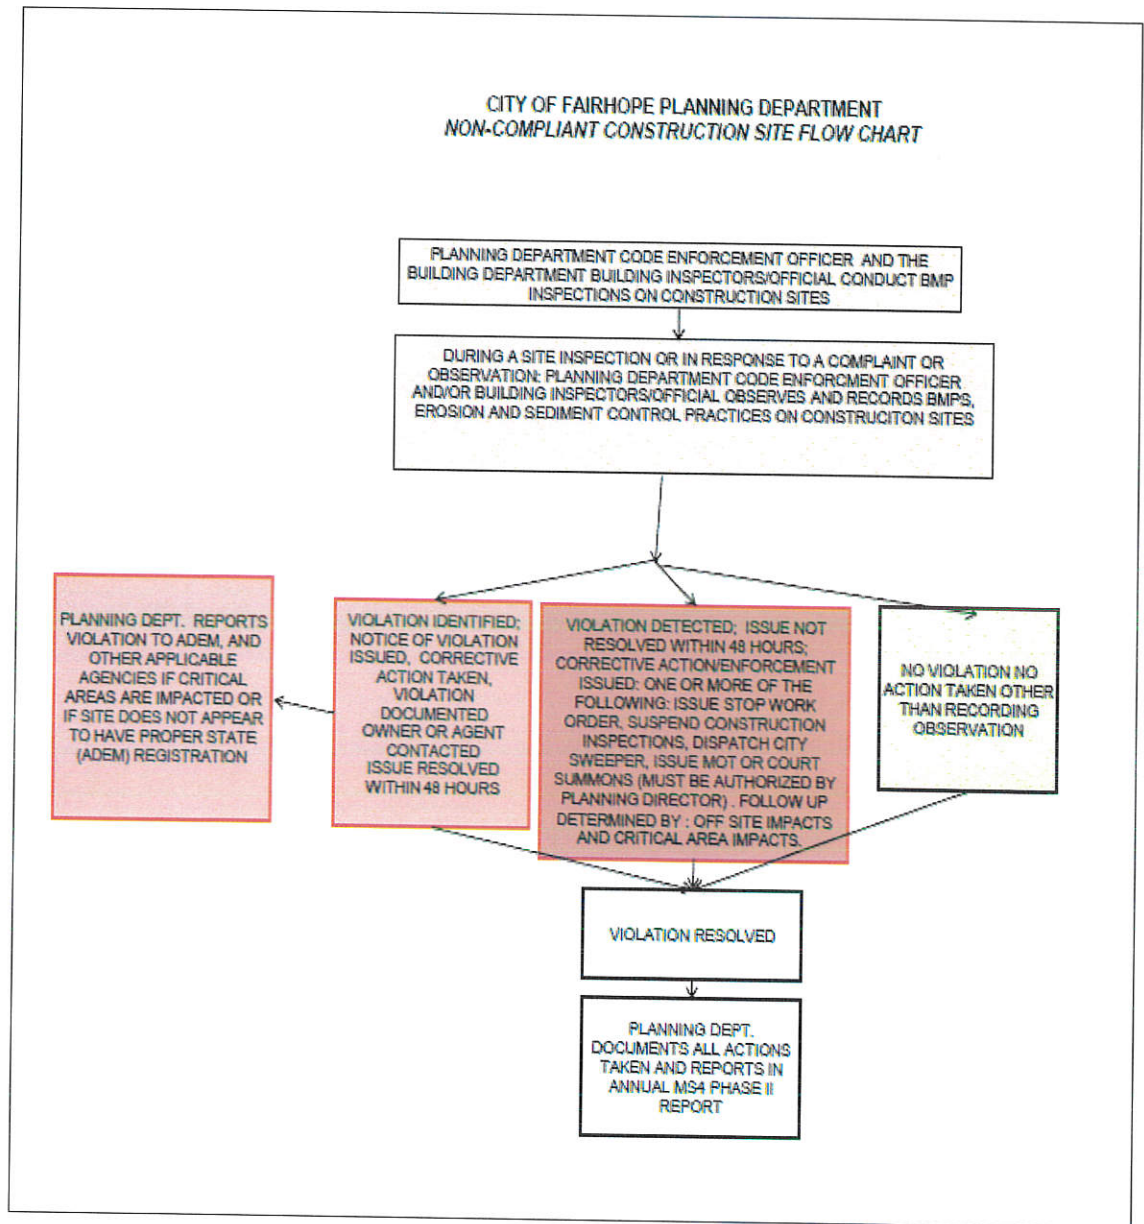 CITY OF FAIRHOPE PLANNING DEPARTMENT
NON-COMPLIANT CONSTRUCTION SITE FLOW CHART
PLANNING DEPARTMENT CODE ENFORCEMENT OFFICER AND THE
BUILDING DEPARTMENT BUILDING INSPECTORS/OFFICIAL CONDUCT BMP
INSPECTIONS ON CONSTRUCTION SITES
DURING A SITE INSPECTION OR IN RESPONSE TO A COMPLAINT OR
OBSERVATION: PLANNING DEPARTMENT CODE ENFORCMENT OFFICER
AND/OR BUILDING INSPECTORS/OFFICIAL OBSERVES AND RECORDS BMPS,
EROSION AND SEDIMENT CONTROL PRACTICES ON CONSTRUCITON SITES
PLANNING DEPT. REPORTS
VIOLATION TO ADEM, AND
OTHER APPLICABLE
AGENCIES IF CRITICAL
AREAS ARE IMPACTED OR
IF SITE DOES NOT APPEAR
TO HAVE PROPER STATE
(ADEM) REGISTRATION
VIOLATION IDENTIFIED;
NOTICE OF VIOLATION
ISSUED, CORRECTIVE
ACTION TAKEN,
VIOLATION
DOCUMENTED
OWNER OR AGENT
CONTACTED
ISSUE RESOLVED
WITHIN 48 HOURS
VIOLATION DETECTED; ISSUE NOT
RESOLVED WITHIN 48 HOURS;
CORRECTIVE ACTION/ENFORCEMENT
ISSUED: ONE OR MORE OF THE
FOLLOWING: ISSUE STOP WORK
ORDER, SUSPEND CONSTRUCTION
INSPECTIONS, DISPATCH CITY
SWEEPER, ISSUE MOT OR COURT
SUMMONS (MUST BE AUTHORIZED BY
PLANNING DIRECTOR) . FOLLOW UP
DETERMINED BY : OFF SITE IMPACTS
AND CRITICAL AREA IMPACTS.
NO VIOLATION NO
ACTION TAKEN OTHER
THAN RECORDING
OBSERVATION
VIOLATION RESOLVED
PLANNING DEPT.
DOCUMENTS ALL ACTIONS
TAKEN AND REPORTS IN
ANNUAL MS4 PHASE II
REPORT